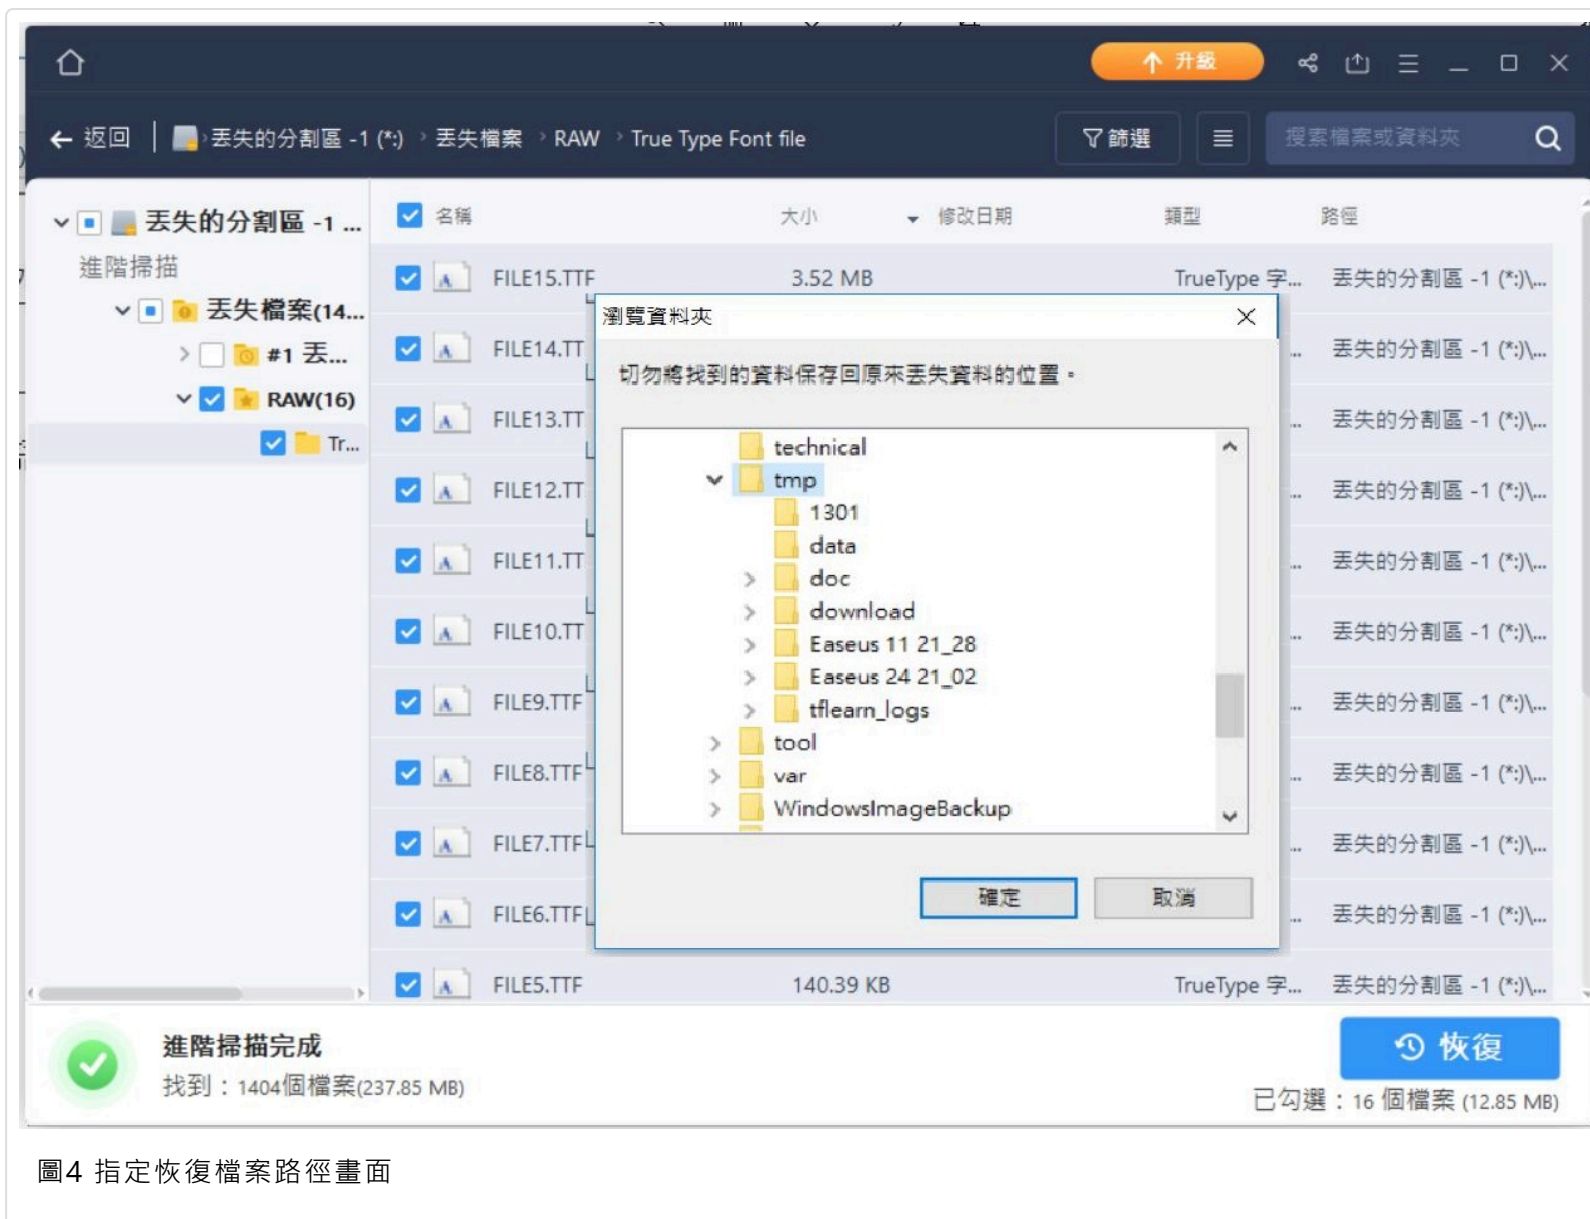 升級
返回 丟失的分割區 -1 (*:) 丟失檔案 RAW True Type Font file 篩選 搜索檔案或資料夾
丟失的分割區 -1 ...
進階掃描
丟失檔案(14...
#1 丟...
RAW(16)
Tr...
名稱 大小 修改日期 類型 路徑
FILE15.TTF 3.52 MB TrueType 字... 丟失的分割區 -1 (*:)\...
FILE14.TT ... 丟失的分割區 -1 (*:)\...
FILE13.TT ... 丟失的分割區 -1 (*:)\...
FILE12.TT ... 丟失的分割區 -1 (*:)\...
FILE11.TT ... 丟失的分割區 -1 (*:)\...
FILE10.TT ... 丟失的分割區 -1 (*:)\...
FILE9.TTF ... 丟失的分割區 -1 (*:)\...
FILE8.TTF ... 丟失的分割區 -1 (*:)\...
FILE7.TTF ... 丟失的分割區 -1 (*:)\...
FILE6.TTF ... 丟失的分割區 -1 (*:)\...
FILE5.TTF 140.39 KB TrueType 字... 丟失的分割區 -1 (*:)\...
瀏覽資料夾
切勿將找到的資料保存回原來丟失資料的位置。
technical
tmp
1301
data
doc
download
Easeus 11 21_28
Easeus 24 21_02
tflearn_logs
tool
var
WindowsImageBackup
確定 取消
進階掃描完成
找到：1404個檔案(237.85 MB)
恢復
已勾選：16 個檔案 (12.85 MB)
圖4 指定恢復檔案路徑畫面